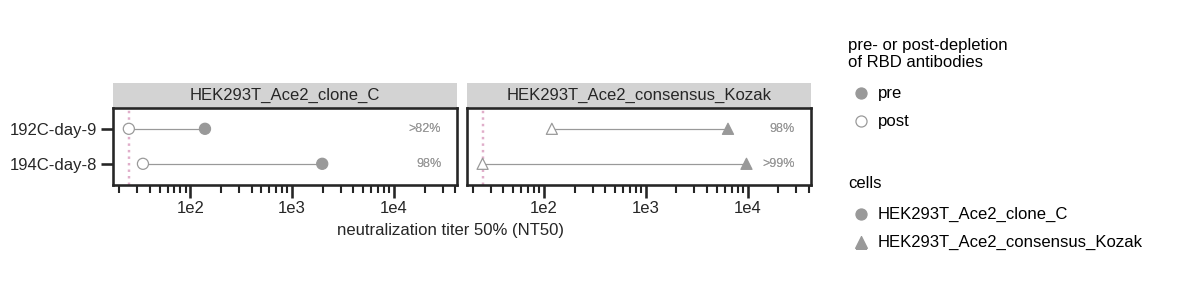 HEK293T_Ace2_clone_C
HEK293T_Ace2_consensus_Kozak
192C-day-9
>82%
98%
194C-day-8
98%
>99%
1e2
1e3
1e4
1e2
1e3
1e4
neutralization titer 50% (NT50)
pre- or post-depletion
of RBD antibodies
pre
post
cells
HEK293T_Ace2_clone_C
HEK293T_Ace2_consensus_Kozak